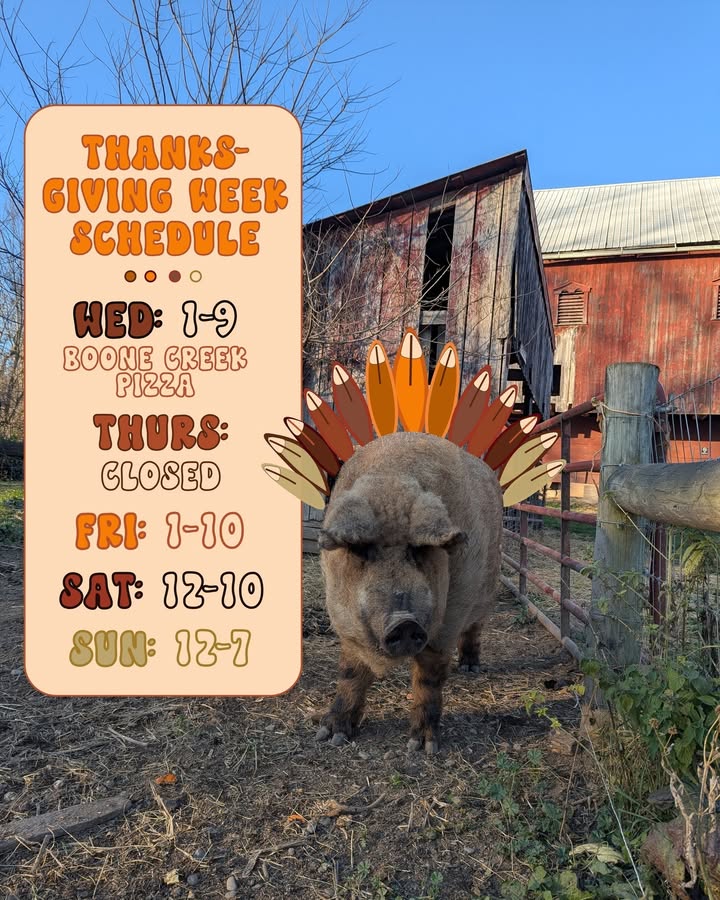 THANKS-
GIVING WEEK
SCHEDULE
WED: 1-9
BOONE CREEK
PIZZA
THURS:
CLOSED
FRI: 1-10
SAT: 12-10
SUN: 12-7